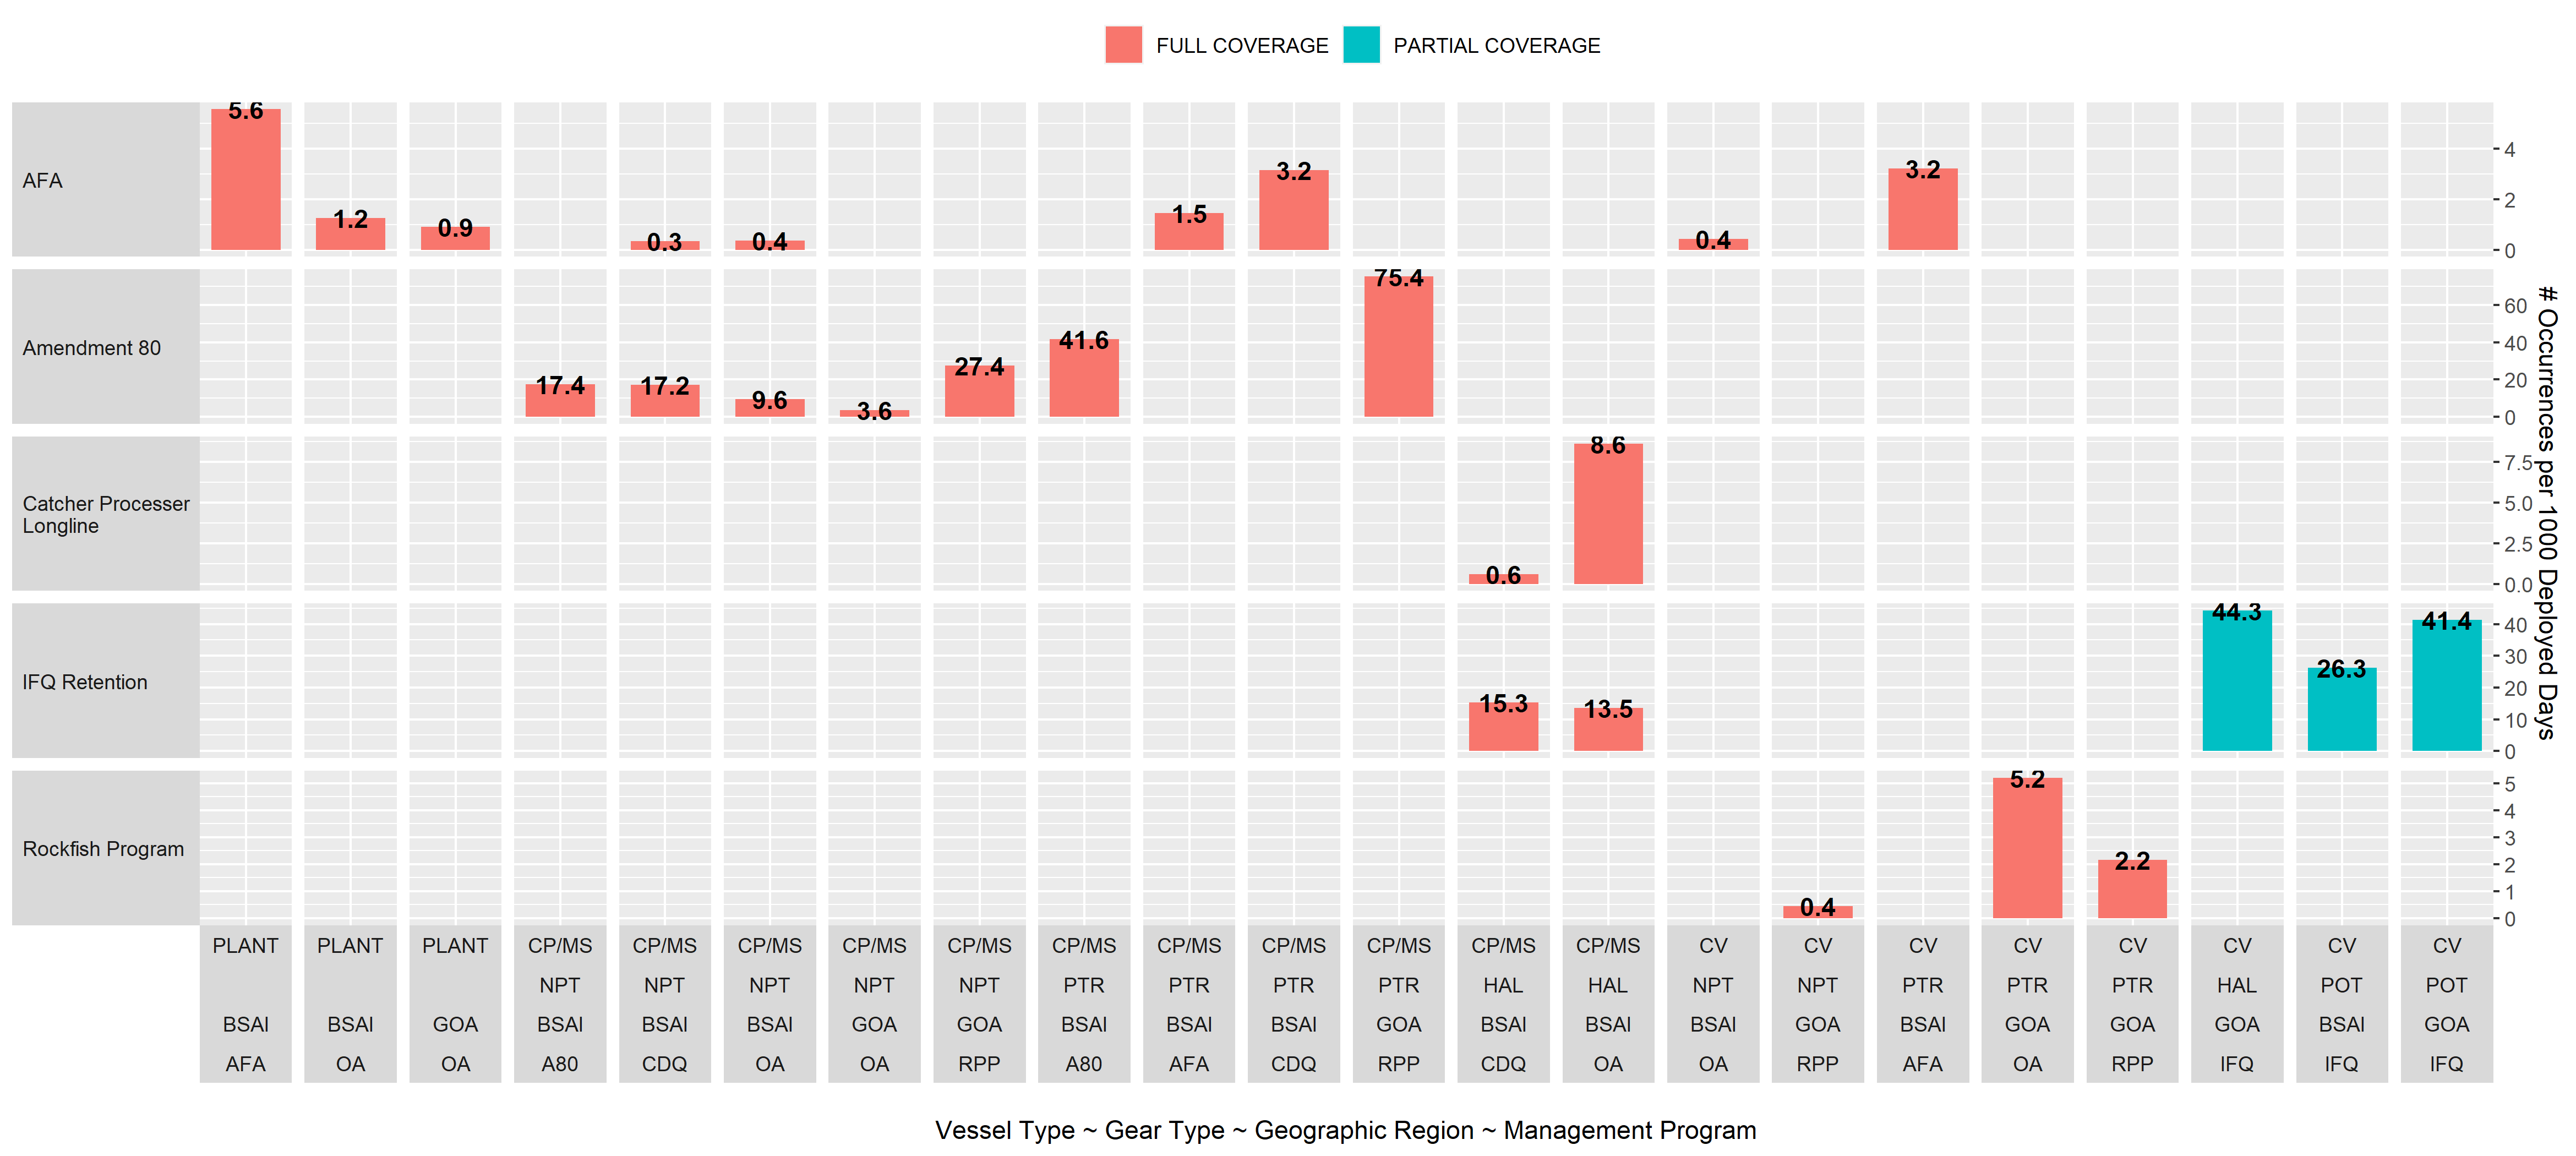 FULL COVERAGE PARTIAL COVERAGE
AFA
5.6 1.2 0.9 0.3 0.4 1.5 3.2 0.4 3.2
4
2
0
Amendment 80
17.4 17.2 9.6 3.6 27.4 41.6 75.4
60
40
20
0
Catcher Processer
Longline
0.6 8.6
7.5
5.0
2.5
0.0
IFQ Retention
15.3 13.5 44.3 26.3 41.4
40
30
20
10
0
Rockfish Program
0.4 5.2 2.2
5
4
3
2
1
0
# Occurrences per 1000 Deployed Days
PLANT PLANT PLANT CP/MS CP/MS CP/MS CP/MS CP/MS CP/MS CP/MS CP/MS CP/MS CP/MS CP/MS CV CV CV CV CV CV CV CV
NPT NPT NPT NPT NPT PTR PTR PTR PTR HAL HAL NPT NPT PTR PTR PTR HAL POT POT
BSAI BSAI GOA BSAI BSAI BSAI GOA GOA BSAI BSAI BSAI GOA BSAI BSAI BSAI GOA BSAI GOA GOA GOA BSAI GOA
AFA OA OA A80 CDQ OA OA RPP A80 AFA CDQ RPP CDQ OA OA RPP AFA OA RPP IFQ IFQ IFQ
Vessel Type ~ Gear Type ~ Geographic Region ~ Management Program